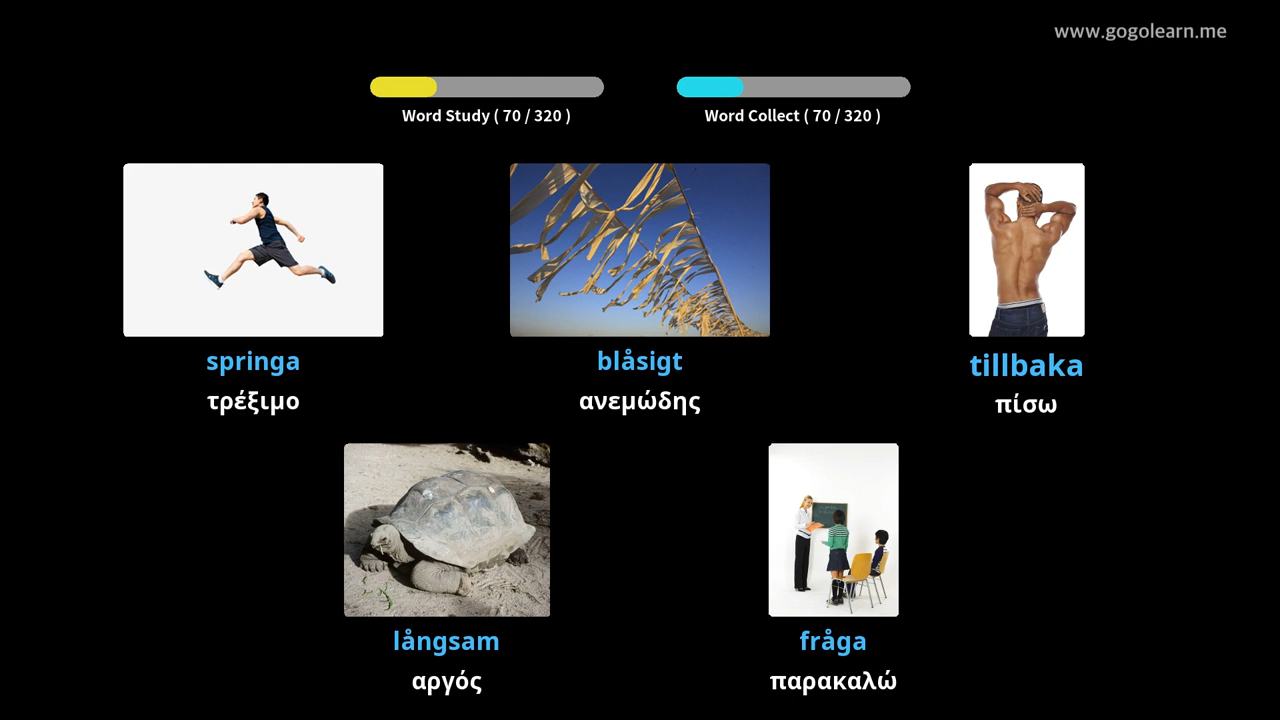 www.gogolearn.me
Word Study ( 70 / 320 )
Word Collect ( 70 / 320 )
springa
τρέξιμο
blåsigt
ανεμώδης
tillbaka
πίσω
långsam
αργός
fråga
παρακαλώ